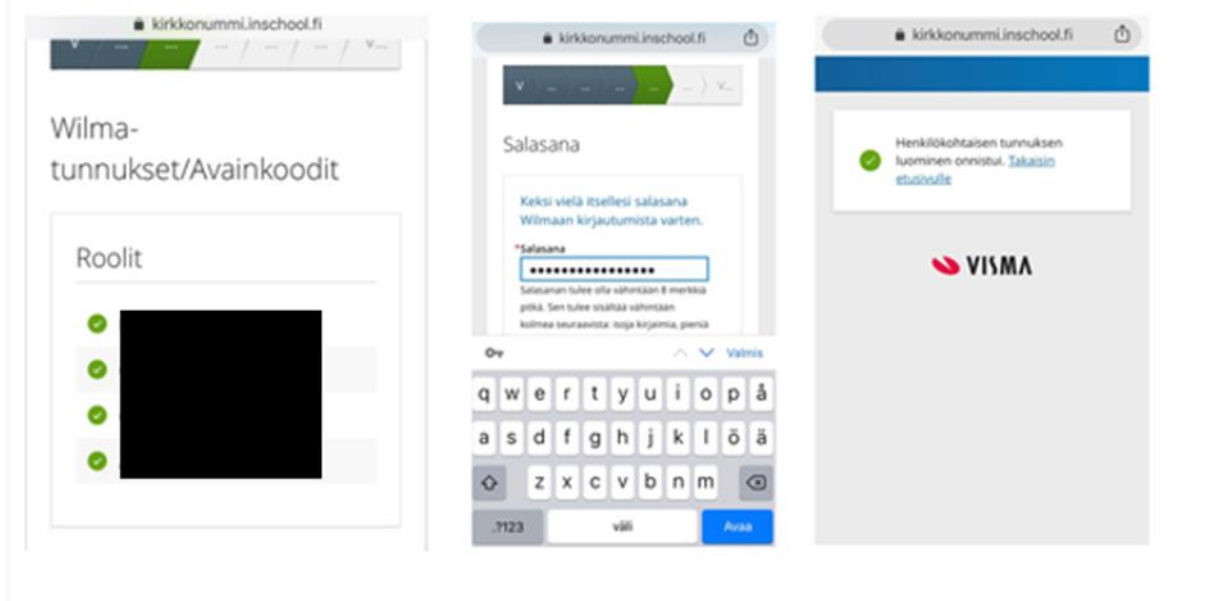 kirkkonummi.inschool.fi
V ... ... ... ... ... V...
Wilma-
tunnukset/Avainkoodit
Roolit
kirkkonummi.inschool.fi
V ... ... ... ... ... V...
Salasana
Keksi vielä itsellesi salasana
Wilmaan kirjautumista varten.
*Salasana
••••••••••••••••
Salasanan tulee olla vähintään 8 merkkiä
pitkä. Sen tulee sisältää vähintään
kolmea seuraavista: isoja kirjaimia, pieniä
Valmis
q w e r t y u i o p å
a s d f g h j k l ö ä
z x c v b n m
.?123 väli Avaa
kirkkonummi.inschool.fi
Henkilökohtaisen tunnuksen
luominen onnistui. Takaisin
etusivulle
VISMA